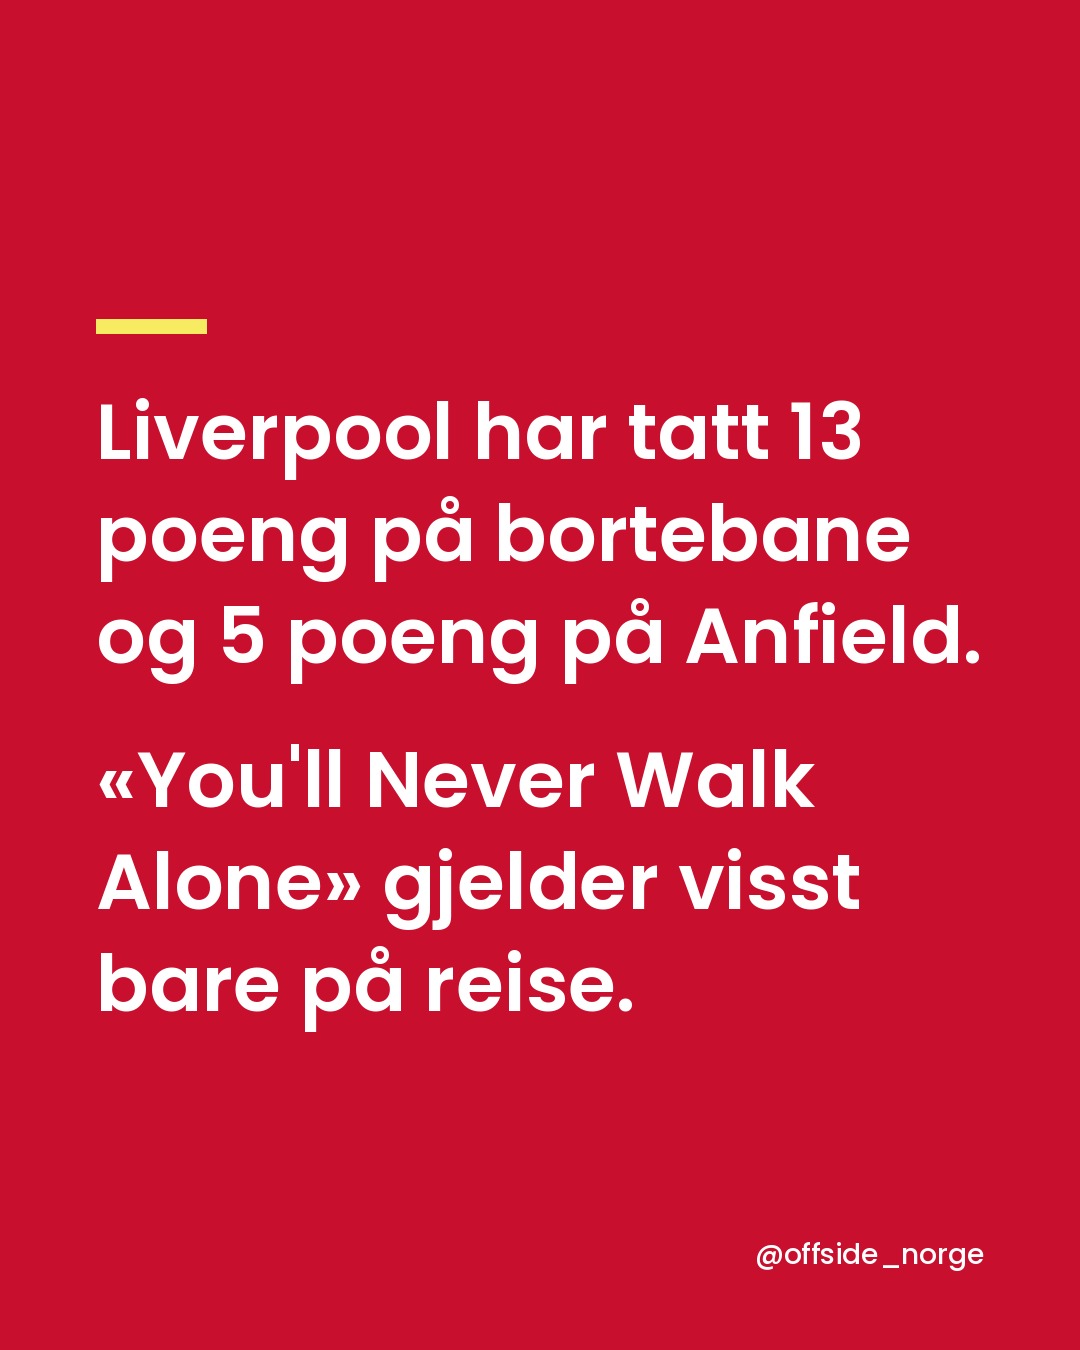 Liverpool har tatt 13
poeng på bortebane
og 5 poeng på Anfield.
«You'll Never Walk
Alone» gjelder visst
bare på reise.
@offside_norge